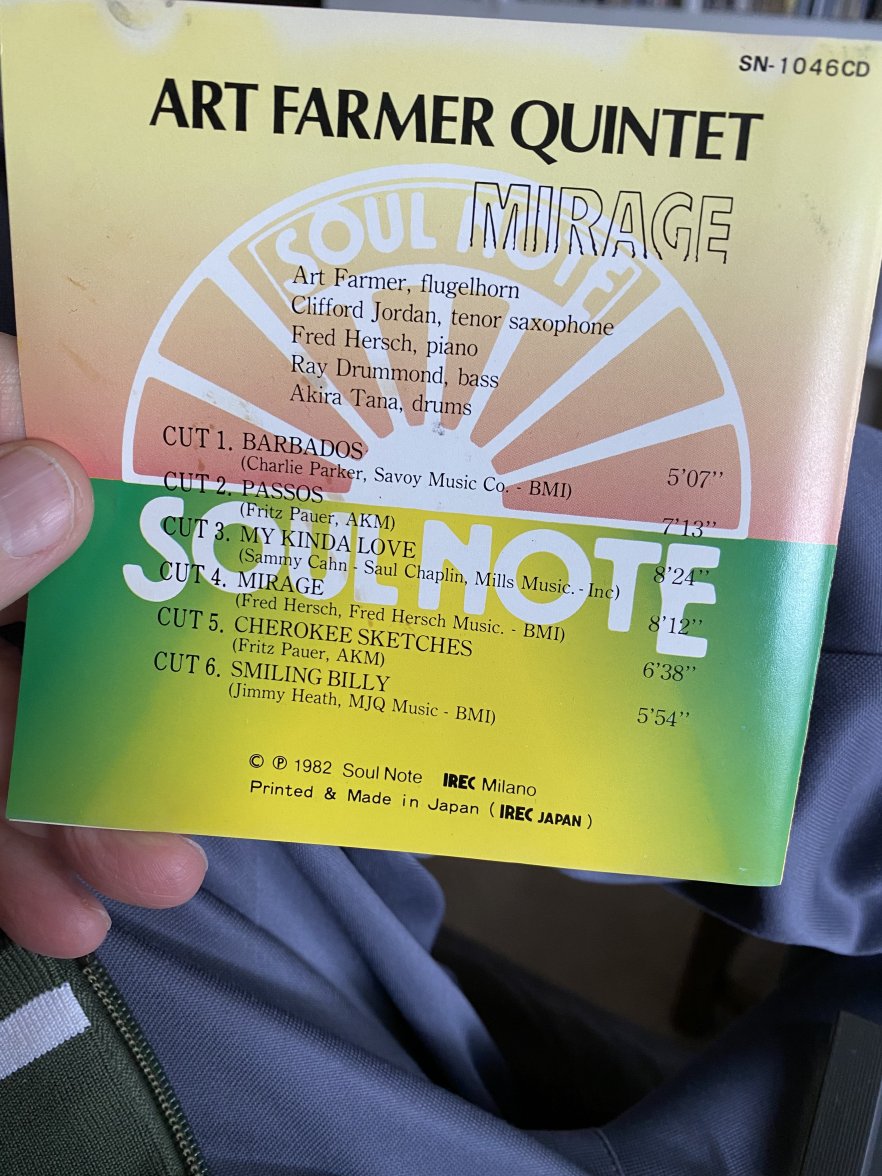 SN-1046CD
ART FARMER QUINTET
MIRAGE
SOUL NOTE
Art Farmer, flugelhorn
Clifford Jordan, tenor saxophone
Fred Hersch, piano
Ray Drummond, bass
Akira Tana, drums
CUT 1. BARBADOS 5'07''
(Charlie Parker, Savoy Music Co. - BMI)
CUT 2. PASSOS 7'13''
(Fritz Pauer, AKM)
CUT 3. MY KINDA LOVE 8'24''
(Sammy Cahn - Saul Chaplin, Mills Music. - Inc)
CUT 4. MIRAGE 8'12''
(Fred Hersch, Fred Hersch Music. - BMI)
CUT 5. CHEROKEE SKETCHES 6'38''
(Fritz Pauer, AKM)
CUT 6. SMILING BILLY 5'54''
(Jimmy Heath, MJQ Music - BMI)
SOUL NOTE
© ℗ 1982 Soul Note IREC Milano
Printed & Made in Japan ( IREC JAPAN )